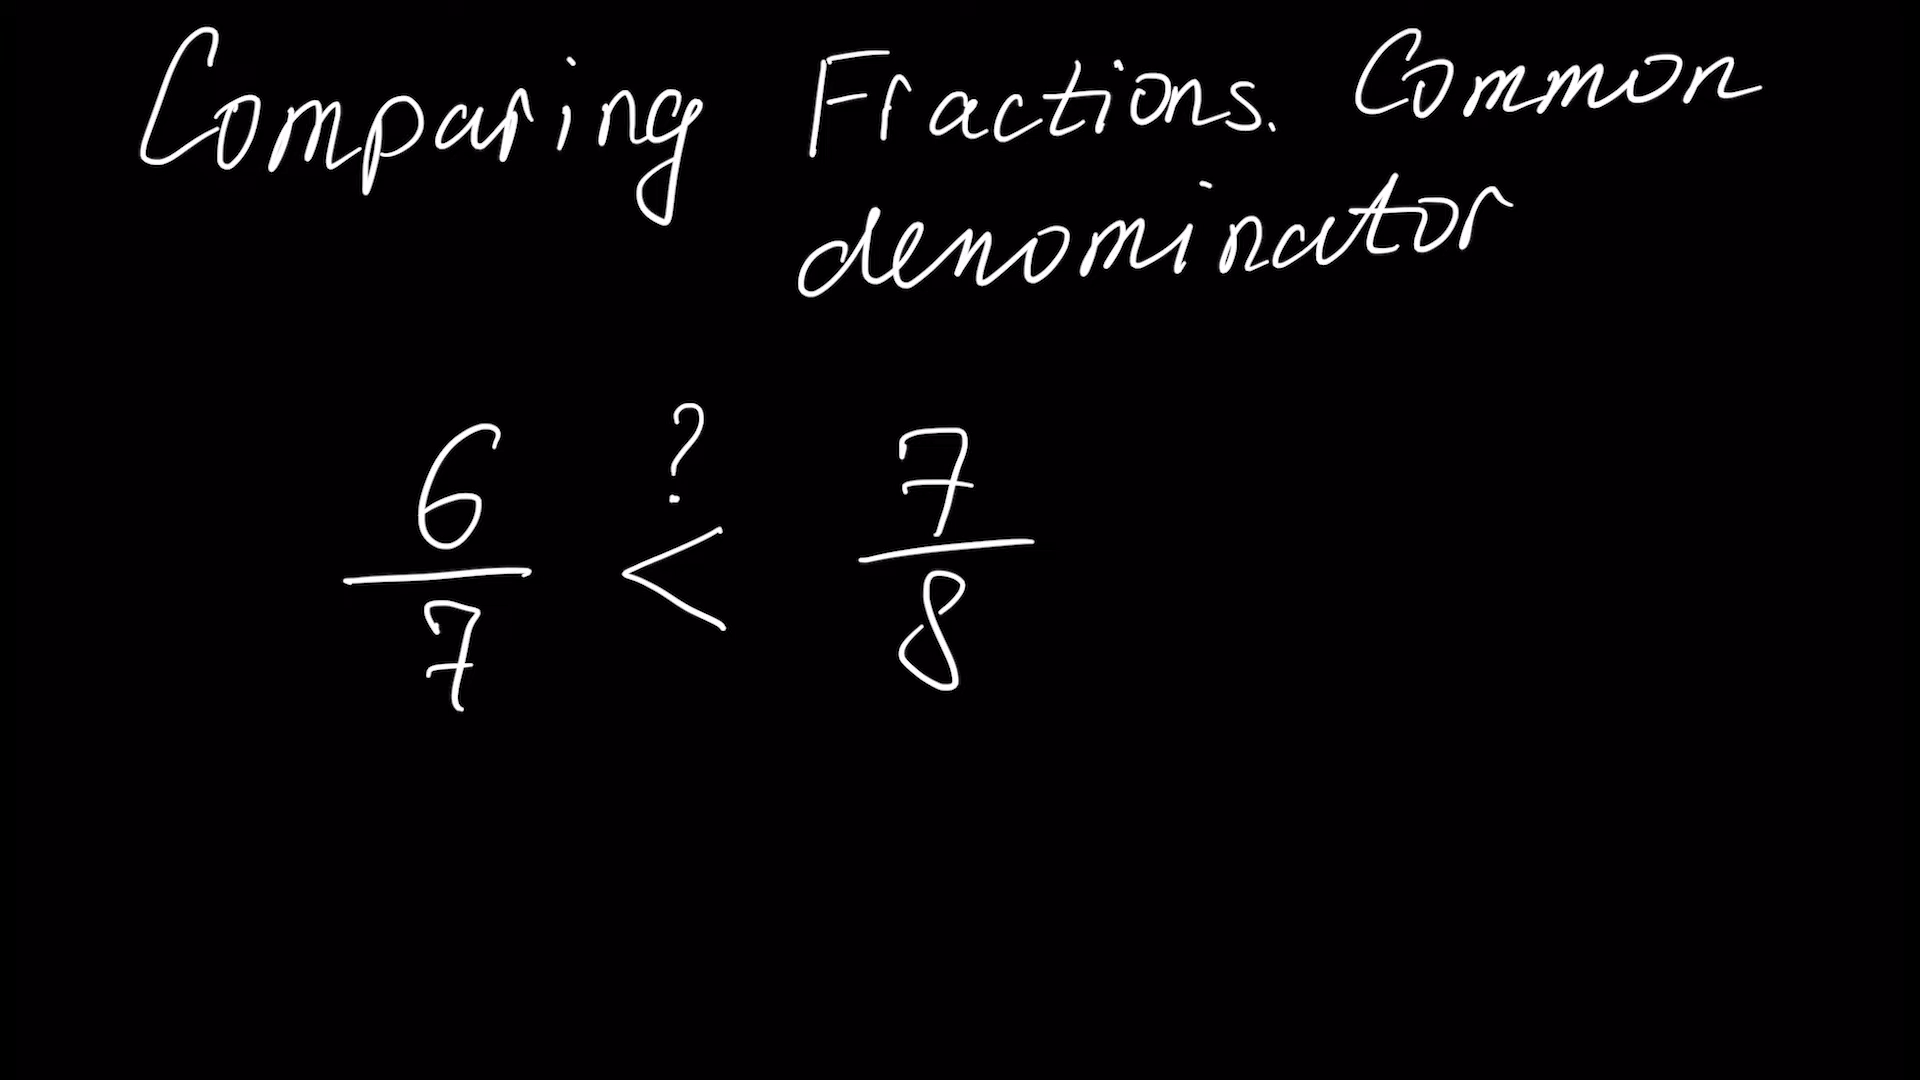 Comparing Fractions. Common
denominator
?
6/7 < 7/8